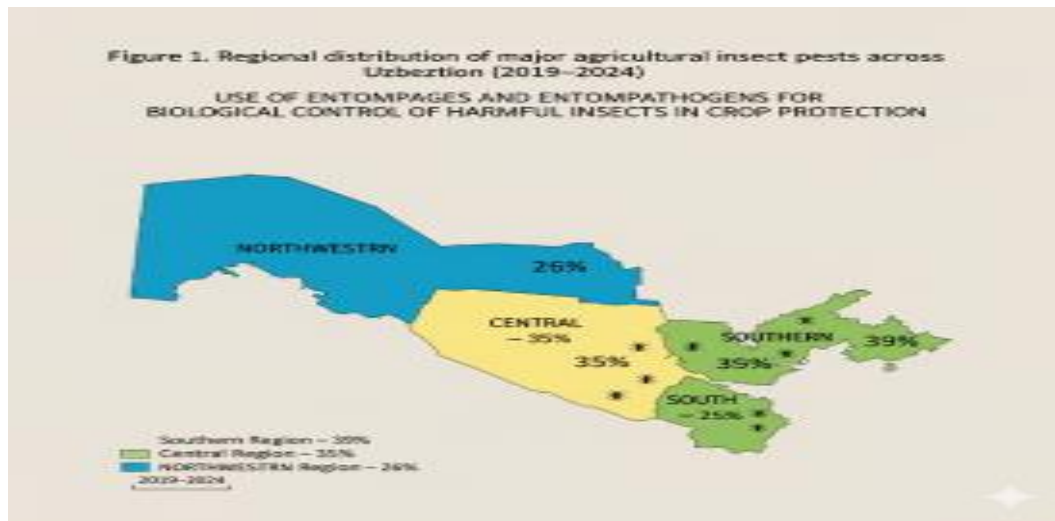 Figure 1. Regional distribution of major agricultural insect pests across
Uzbeztion (2019–2024)
USE OF ENTOMPAGES AND ENTOMPATHOGENS FOR
BIOLOGICAL CONTROL OF HARMFUL INSECTS IN CROP PROTECTION
NORTHWESTRN
26%
CENTRAL
– 35%
35%
SOUTHERN
39%
39%
SOUTH
– 25%
Southern Region – 39%
Central Region – 35%
NORTHWESTRN Region – 26%
2019–2024